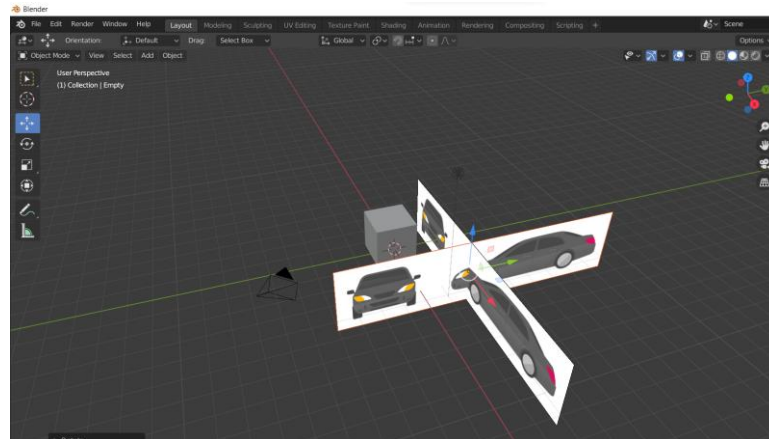 Blender
File Edit Render Window Help Layout Modeling Sculpting UV Editing Texture Paint Shading Animation Rendering Compositing Scripting + Scene
Orientation: Default Drag: Select Box Global Options
Object Mode View Select Add Object
User Perspective
(1) Collection | Empty